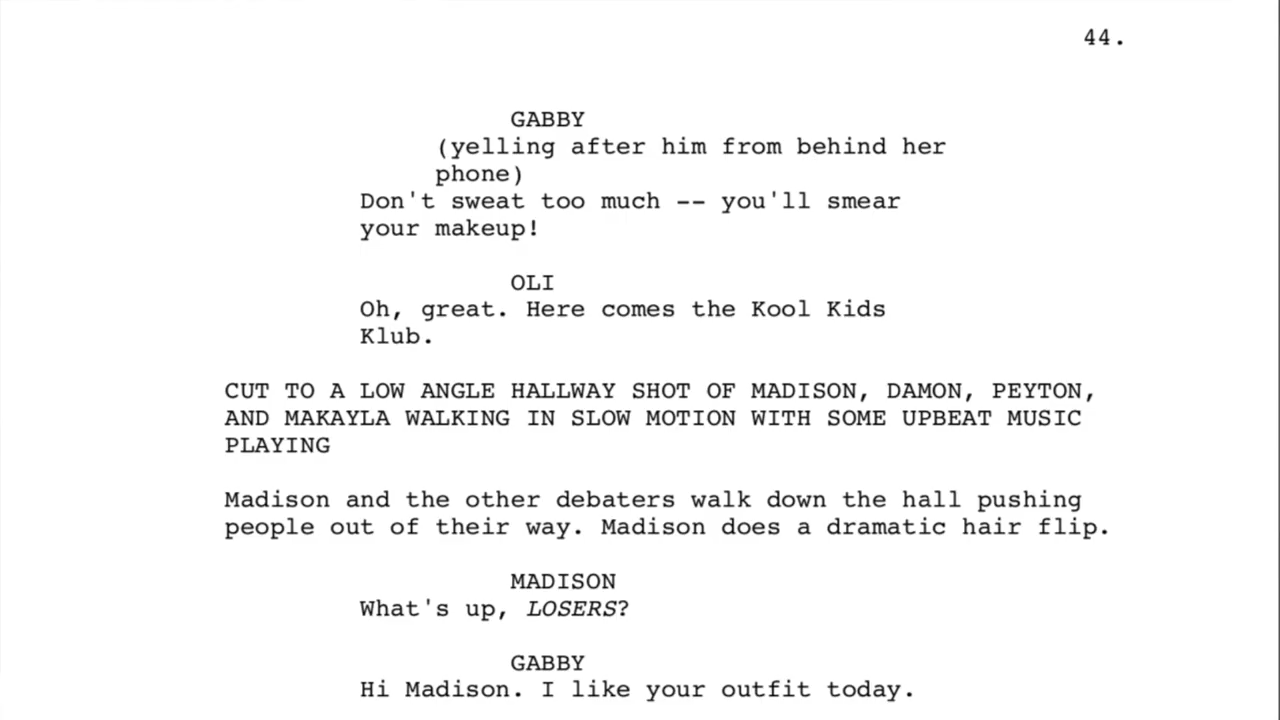 44.
GABBY
(yelling after him from behind her
phone)
Don't sweat too much -- you'll smear
your makeup!
OLI
Oh, great. Here comes the Kool Kids
Klub.
CUT TO A LOW ANGLE HALLWAY SHOT OF MADISON, DAMON, PEYTON,
AND MAKAYLA WALKING IN SLOW MOTION WITH SOME UPBEAT MUSIC
PLAYING
Madison and the other debaters walk down the hall pushing
people out of their way. Madison does a dramatic hair flip.
MADISON
What's up, LOSERS?
GABBY
Hi Madison. I like your outfit today.